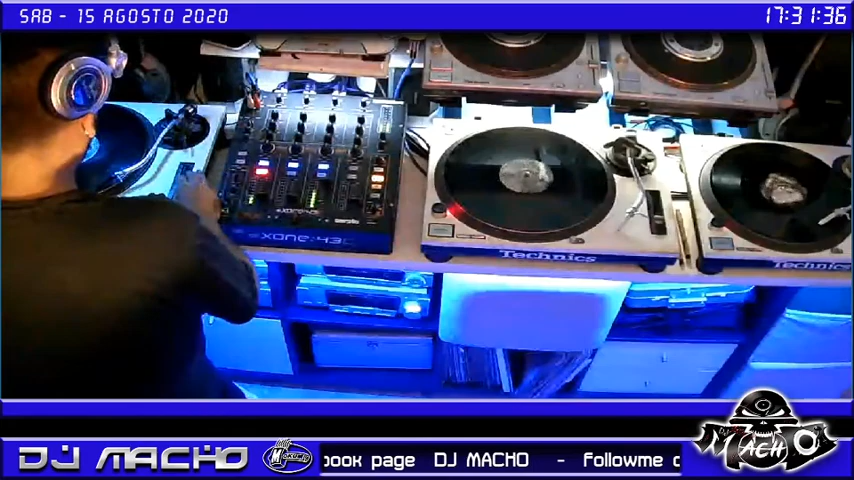 SAB - 15 AGOSTO 2020
17:31:36
XONE:43C
Technics
Technics
DJ MACHO
book page DJ MACHO - Followme
MACHO